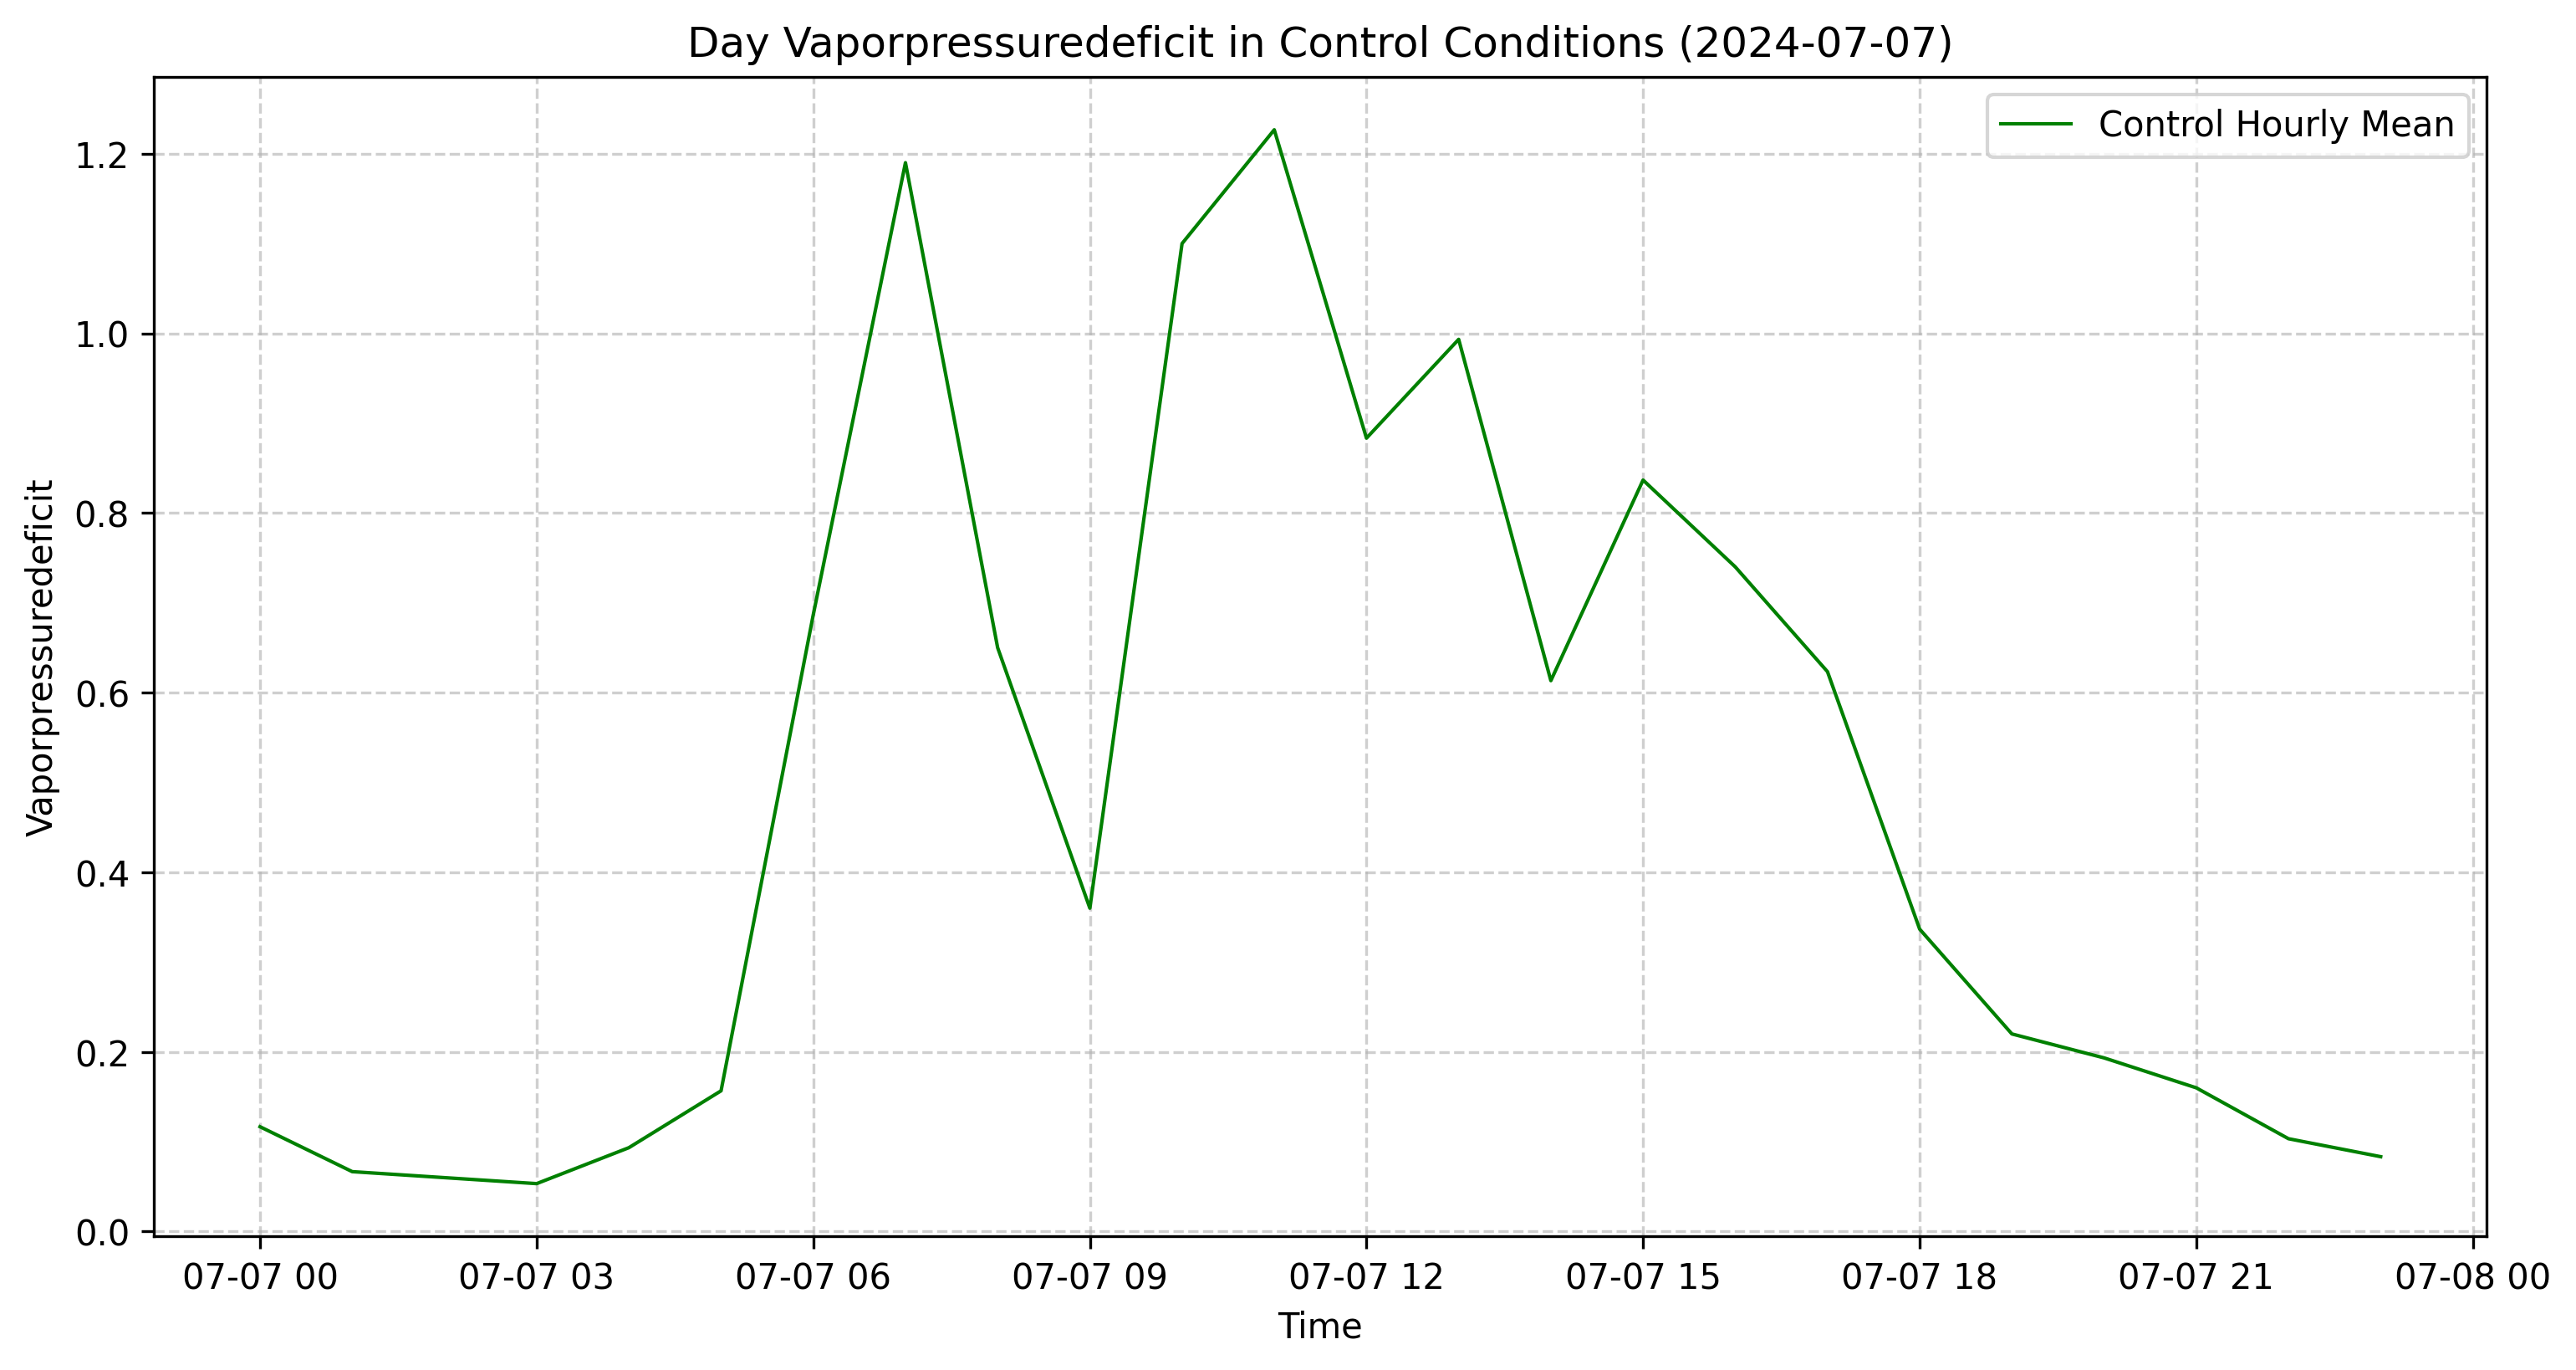 Day Vaporpressuredeficit in Control Conditions (2024-07-07)
Control Hourly Mean
Vaporpressuredeficit
1.2
1.0
0.8
0.6
0.4
0.2
0.0
07-07 00 07-07 03 07-07 06 07-07 09 07-07 12 07-07 15 07-07 18 07-07 21 07-08 00
Time